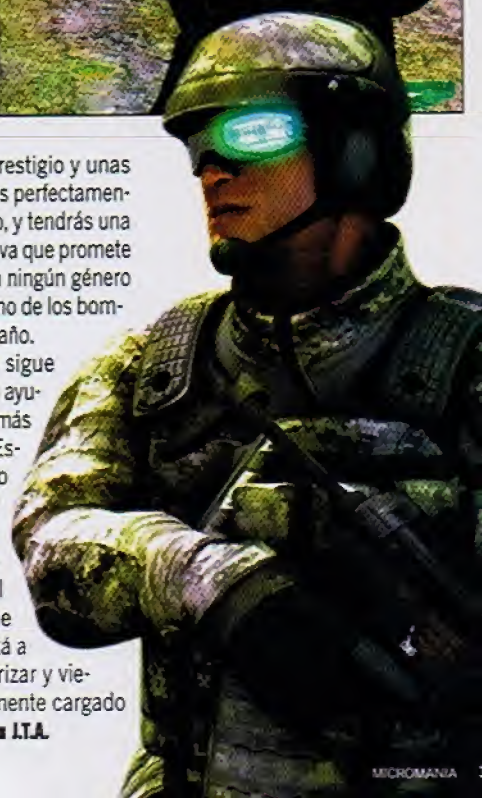 restigio y unas
s perfectamen-
o, y tendrás una
va que promete
n ningún género
no de los bom-
año.
sigue
ayu-
más
Es-
o
l
e
á a
rizar y vie-
mente cargado
J.T.A.
MICROMANIA